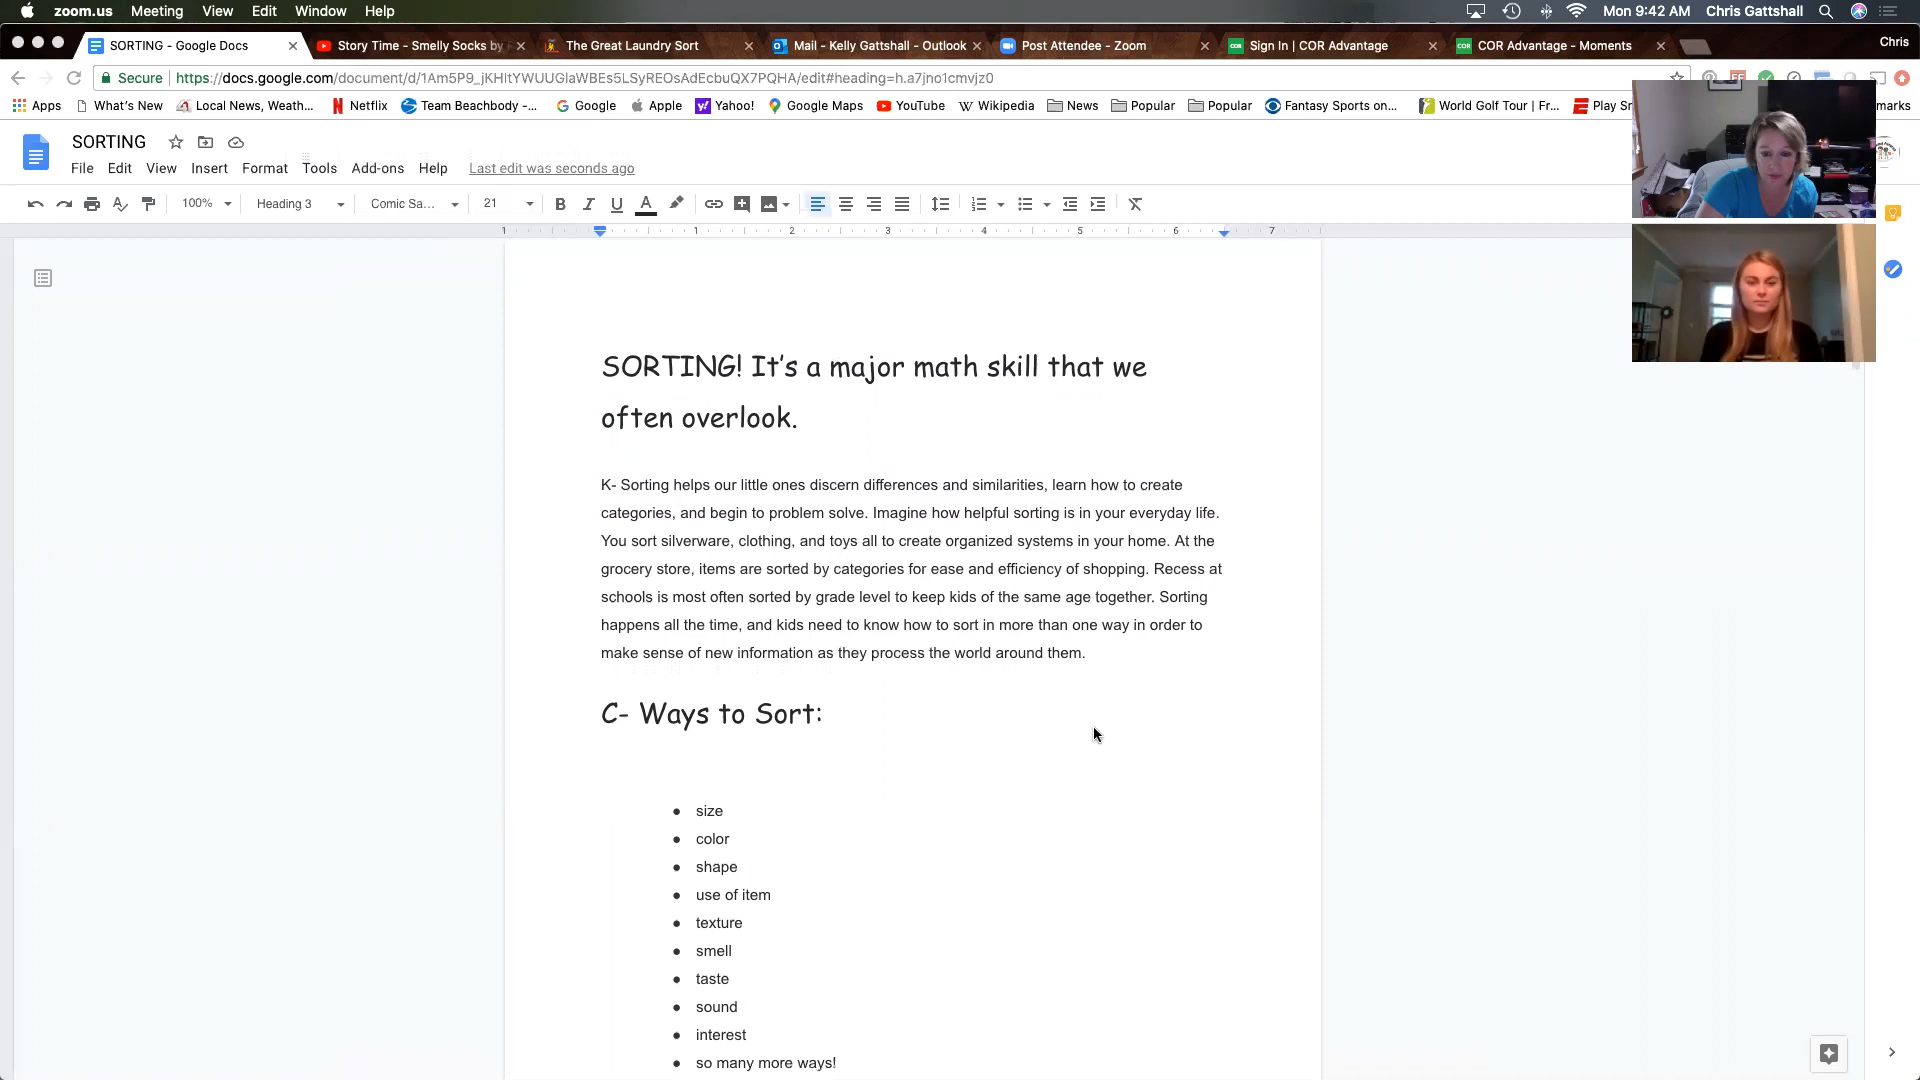 zoom.us Meeting View Edit Window Help Mon 9:42 AM Chris Gattshall
SORTING - Google Docs Story Time - Smelly Socks by The Great Laundry Sort Mail - Kelly Gattshall - Outlook Post Attendee - Zoom Sign In | COR Advantage COR Advantage - Moments Chris
Secure https://docs.google.com/document/d/1Am5P9_jKHItYWUUGlaWBEs5LSyREOsAdEcbuQX7PQHA/edit#heading=h.a7jno1cmvjz0
Apps What's New Local News, Weath... Netflix Team Beachbody -... Google Apple Yahoo! Google Maps YouTube Wikipedia News Popular Popular Fantasy Sports on... World Golf Tour | Fr... Play Sn marks
SORTING
File Edit View Insert Format Tools Add-ons Help Last edit was seconds ago
100% Heading 3 Comic Sa... 21 B I U A
1 1 2 3 4 5 6 7
SORTING! It's a major math skill that we
often overlook.
K- Sorting helps our little ones discern differences and similarities, learn how to create
categories, and begin to problem solve. Imagine how helpful sorting is in your everyday life.
You sort silverware, clothing, and toys all to create organized systems in your home. At the
grocery store, items are sorted by categories for ease and efficiency of shopping. Recess at
schools is most often sorted by grade level to keep kids of the same age together. Sorting
happens all the time, and kids need to know how to sort in more than one way in order to
make sense of new information as they process the world around them.
C- Ways to Sort:
● size
● color
● shape
● use of item
● texture
● smell
● taste
● sound
● interest
● so many more ways!